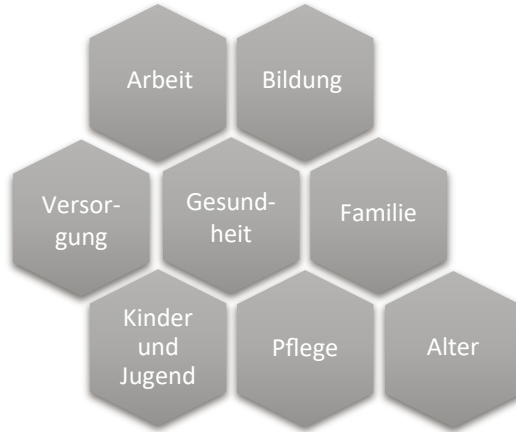 Arbeit
Bildung
Versor-
gung
Gesund-
heit
Familie
Kinder
und
Jugend
Pflege
Alter